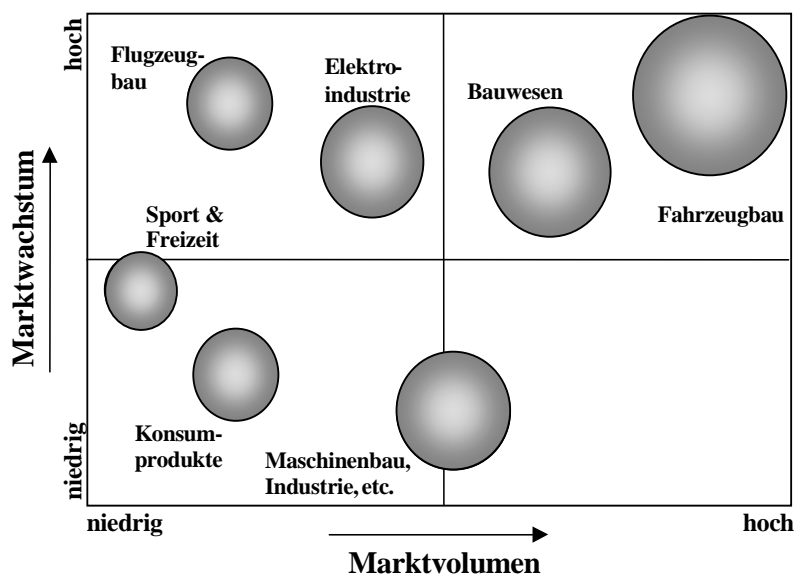 hoch
Flugzeug-
bau
Elektro-
industrie
Bauwesen
Fahrzeugbau
Sport &
Freizeit
Marktwachstum
Konsum-
produkte
Maschinenbau,
Industrie, etc.
niedrig
niedrig
hoch
Marktvolumen